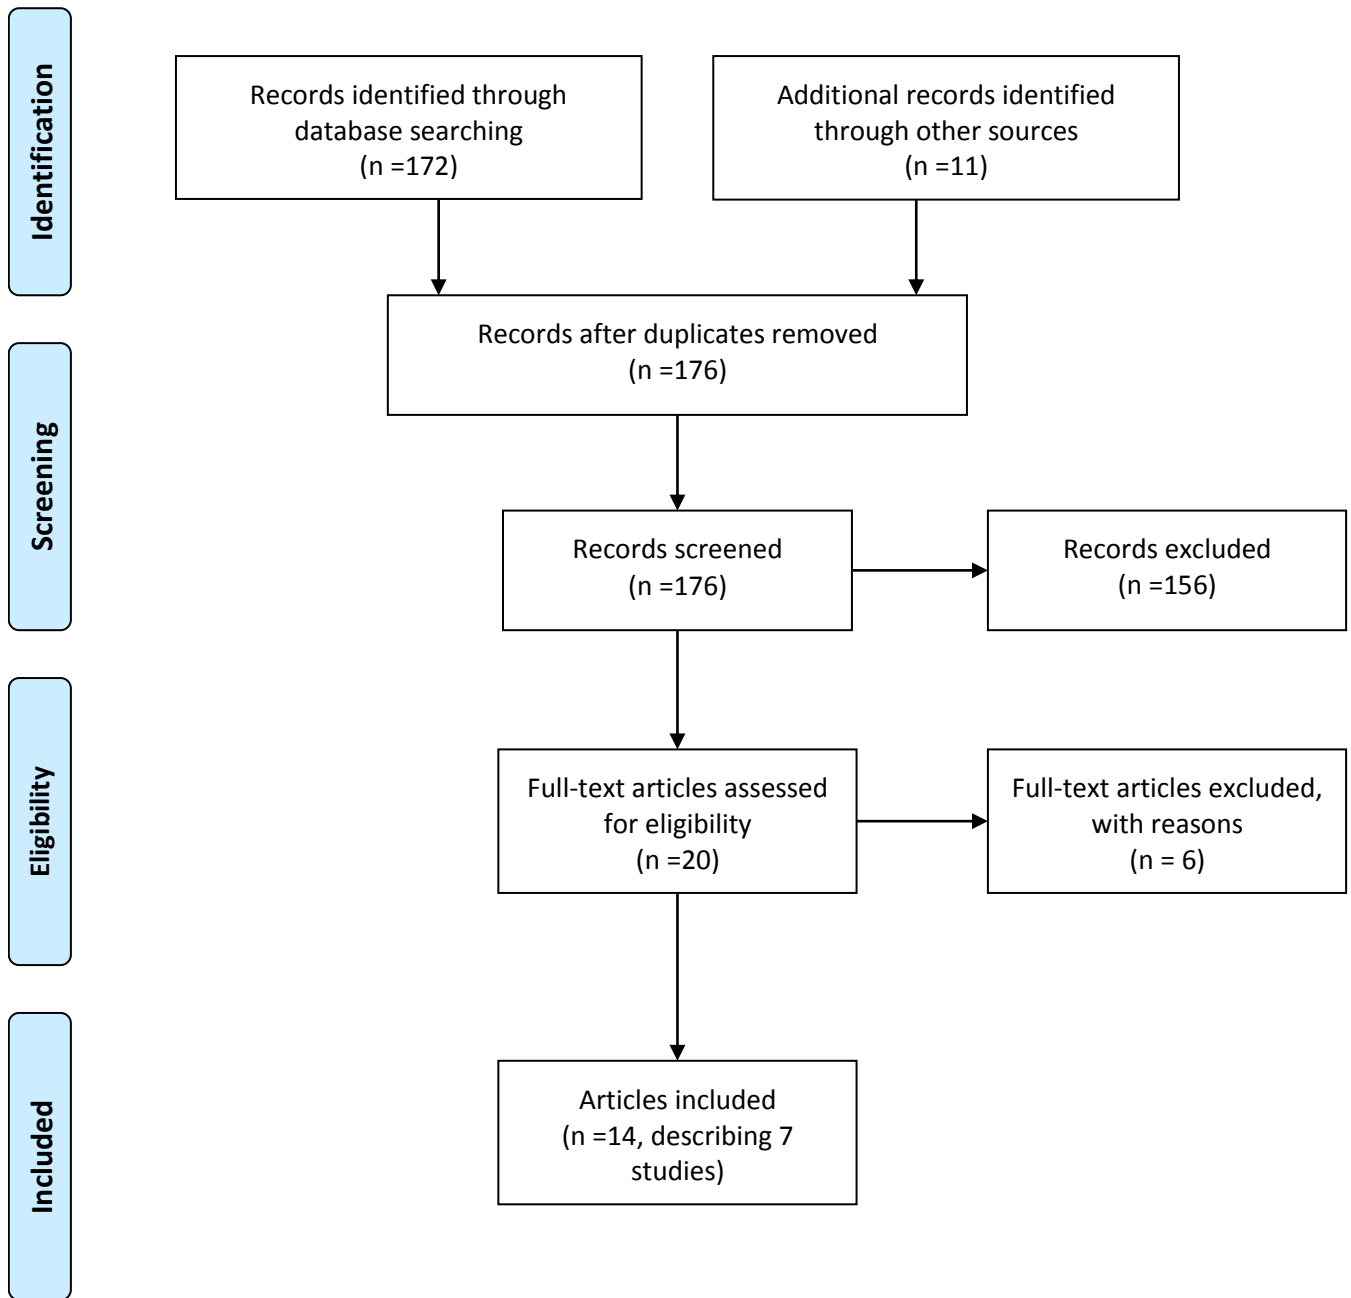 Identification
Records identified through
database searching
(n =172)
Additional records identified
through other sources
(n =11)
Records after duplicates removed
(n =176)
Screening
Records screened
(n =176)
Records excluded
(n =156)
Eligibility
Full-text articles assessed
for eligibility
(n =20)
Full-text articles excluded,
with reasons
(n = 6)
Included
Articles included
(n =14, describing 7
studies)